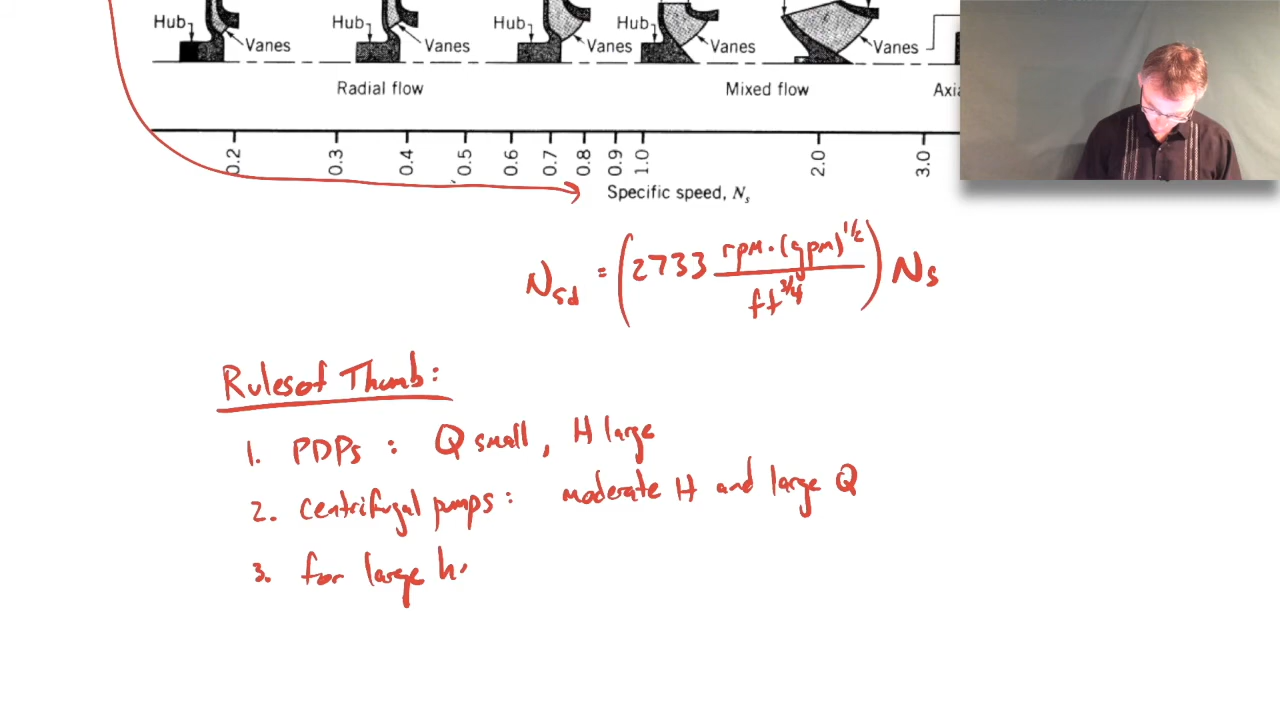 Hub Hub Hub Hub
Vanes Vanes Vanes Vanes Vanes
Radial flow Mixed flow Axia
0.2 0.3 0.4 0.5 0.6 0.7 0.8 0.9 1.0 2.0 3.0
Specific speed, Nₛ
N_sd = (2733 rpm·(gpm)^1/2 / ft^3/4) N_s
Rules of Thumb:
1. PDPs : Q small, H large
2. centrifugal pumps : moderate H and large Q
3. for large h